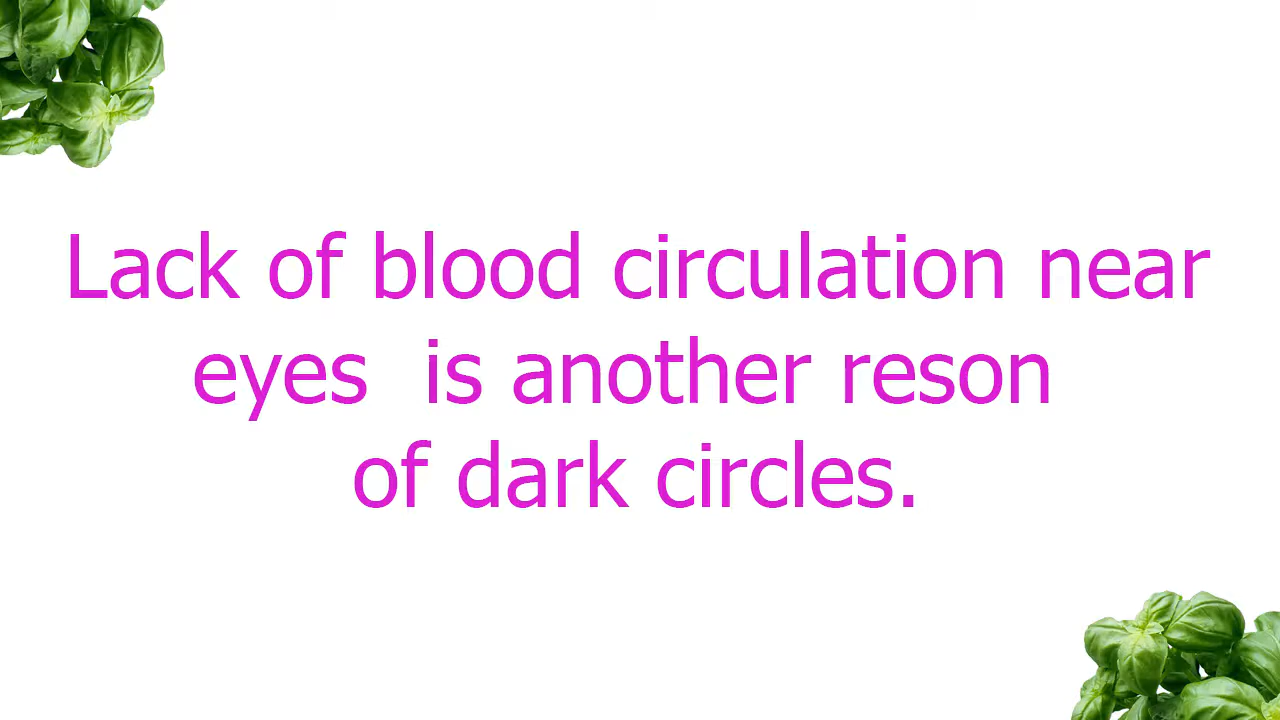 Lack of blood circulation near
eyes  is another reson
of dark circles.